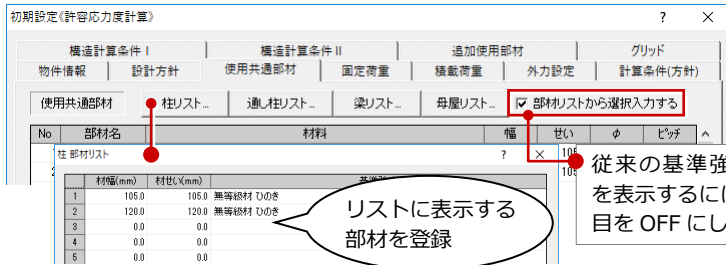 初期設定《許容応力度計算》 ? ×
構造計算条件Ⅰ 構造計算条件Ⅱ 追加使用部材 グリッド
物件情報 設計方針 使用共通部材 固定荷重 積載荷重 外力設定 計算条件(方針)
使用共通部材 柱リスト... 通し柱リスト... 梁リスト... 母屋リスト... 部材リストから選択入力する
No 部材名 材料 幅 せい φ ピッチ
柱 部材リスト ? ×
材幅(mm) 材せい(mm)
1 105.0 105.0 無等級材 ひのき
2 120.0 120.0 無等級材 ひのき
3 0.0 0.0
4 0.0 0.0
5 0.0 0.0
リストに表示する
部材を登録
従来の基準強
を表示するに
目を OFF にし